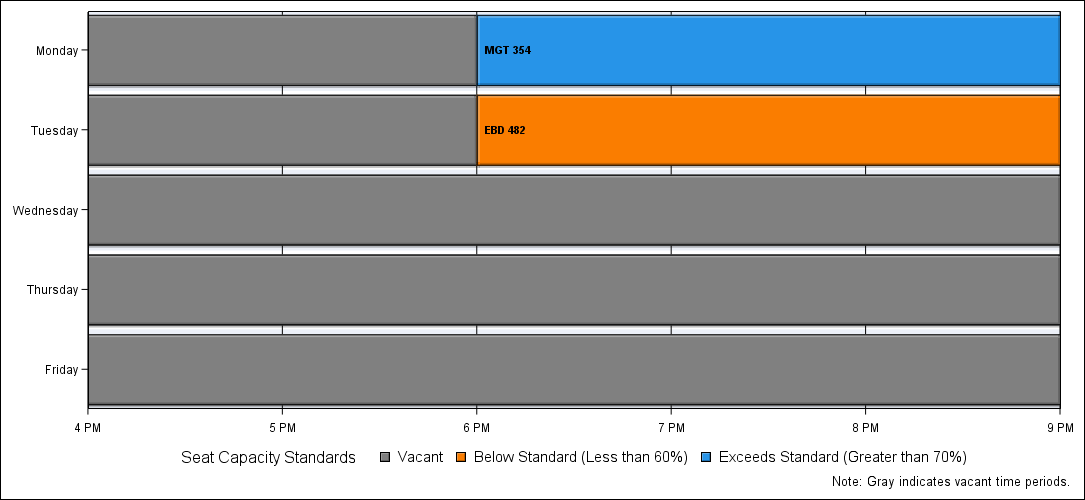 Monday
MGT 354
Tuesday
EBD 482
Wednesday
Thursday
Friday
4 PM 5 PM 6 PM 7 PM 8 PM 9 PM
Seat Capacity Standards Vacant Below Standard (Less than 60%) Exceeds Standard (Greater than 70%)
Note: Gray indicates vacant time periods.